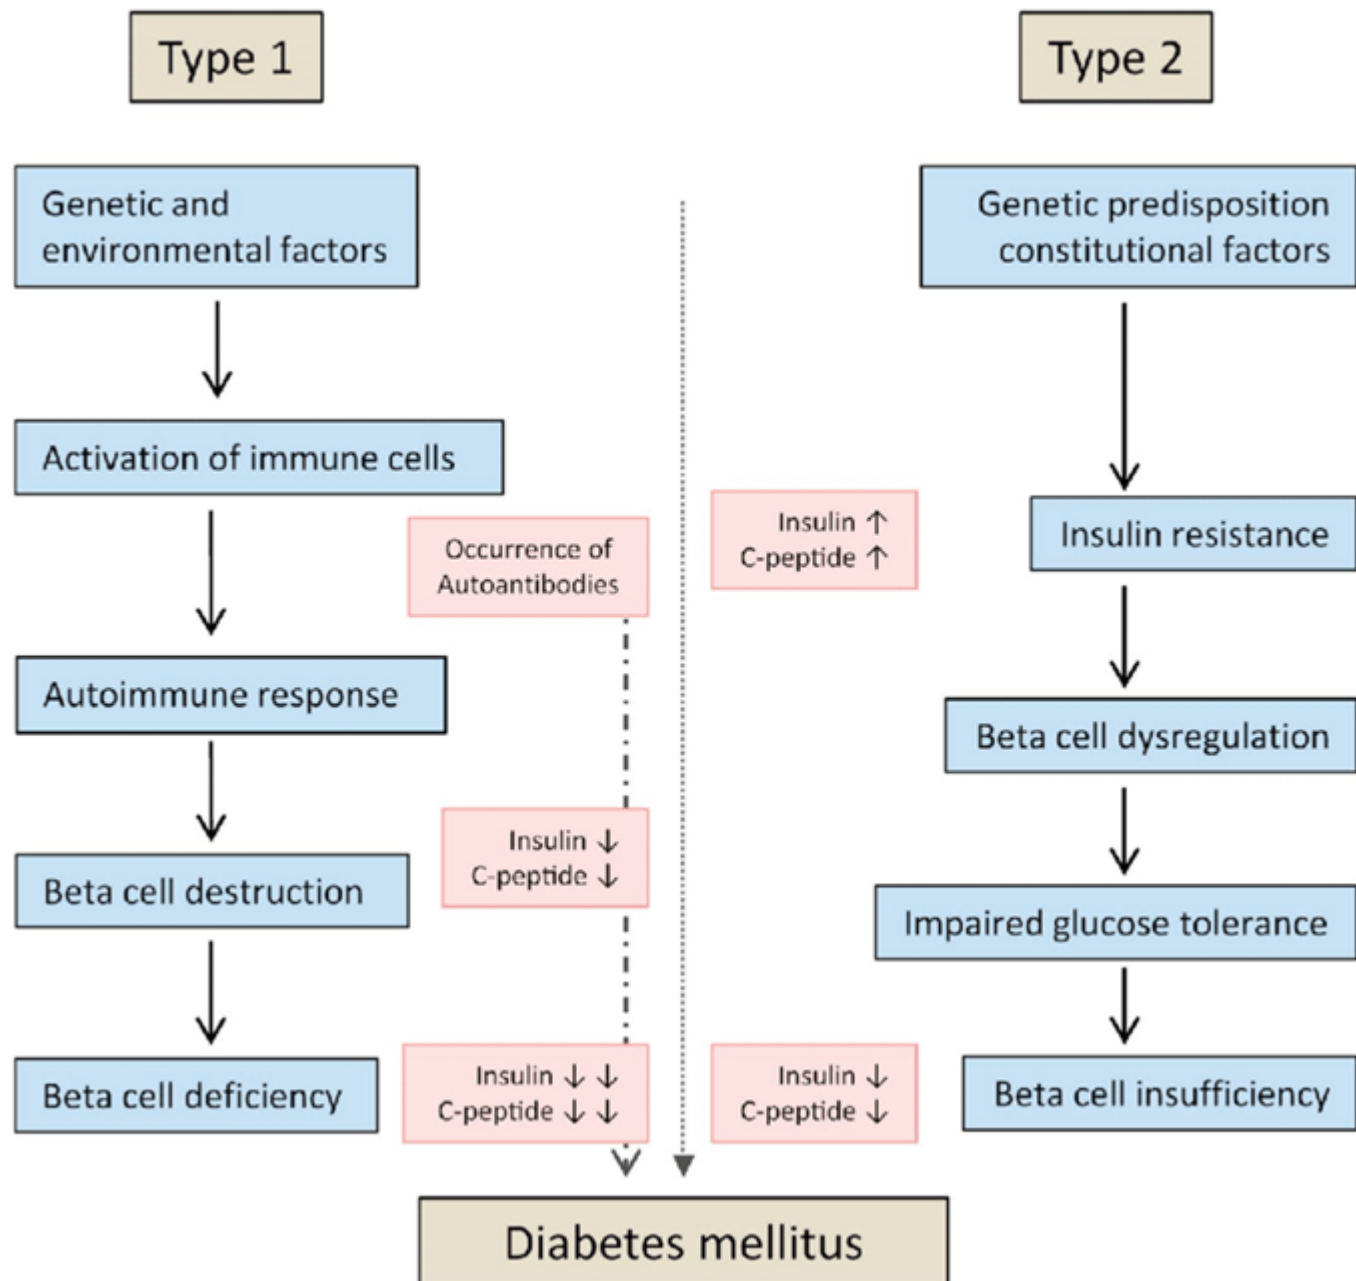 Type 1
Type 2
Genetic and
environmental factors
Genetic predisposition
constitutional factors
Activation of immune cells
Occurrence of
Autoantibodies
Insulin ↑
C-peptide ↑
Insulin resistance
Autoimmune response
Beta cell dysregulation
Insulin ↓
C-peptide ↓
Beta cell destruction
Impaired glucose tolerance
Beta cell deficiency
Insulin ↓ ↓
C-peptide ↓ ↓
Insulin ↓
C-peptide ↓
Beta cell insufficiency
Diabetes mellitus